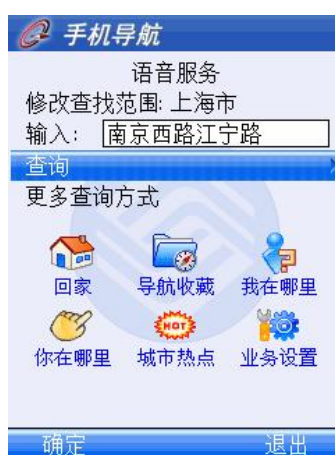 手机导航
语音服务
修改查找范围: 上海市
输入: 南京西路江宁路
查询
更多查询方式
回家 导航收藏 我在哪里
HOT
你在哪里 城市热点 业务设置
确定 退出